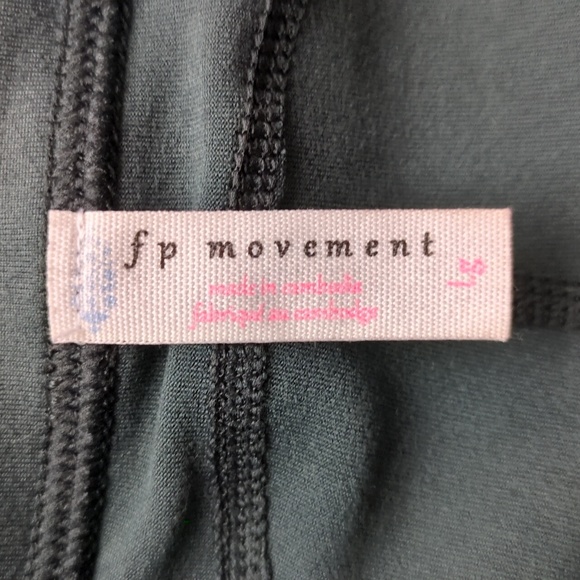 fp movement
made in cambodia
fabriqué au cambodge